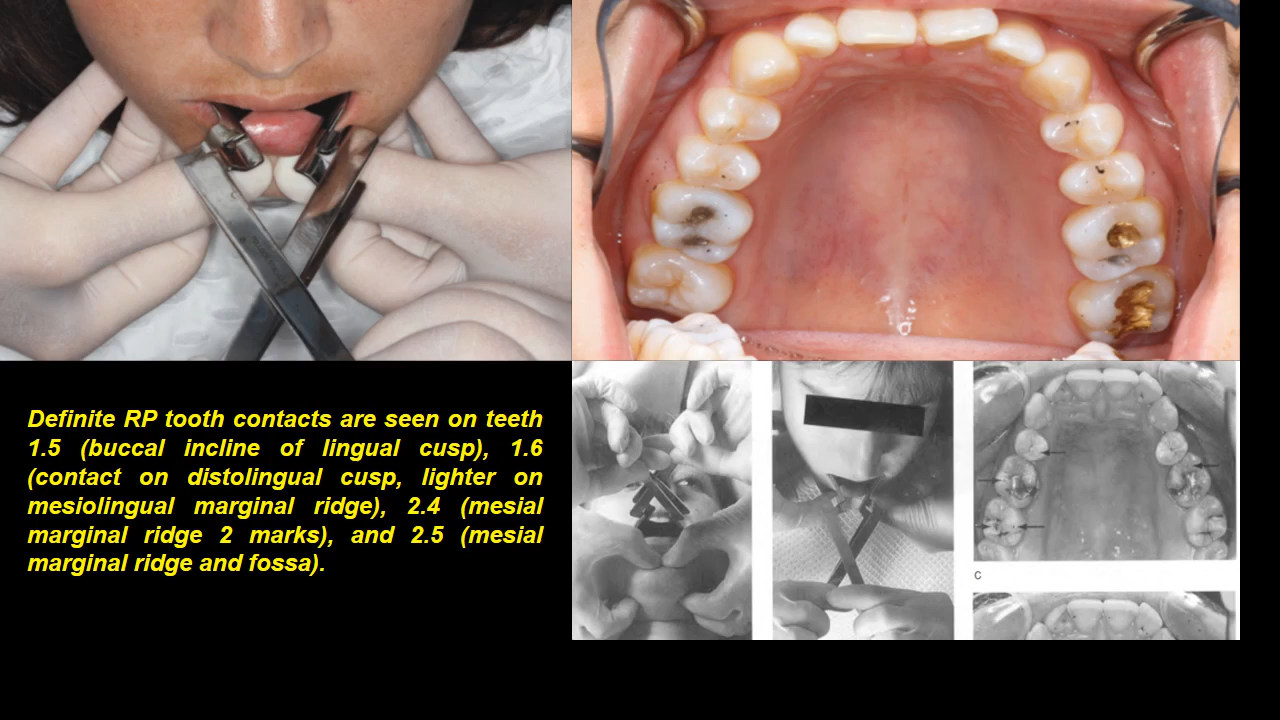 Definite RP tooth contacts are seen on teeth
1.5 (buccal incline of lingual cusp), 1.6
(contact on distolingual cusp, lighter on
mesiolingual marginal ridge), 2.4 (mesial
marginal ridge 2 marks), and 2.5 (mesial
marginal ridge and fossa).
C